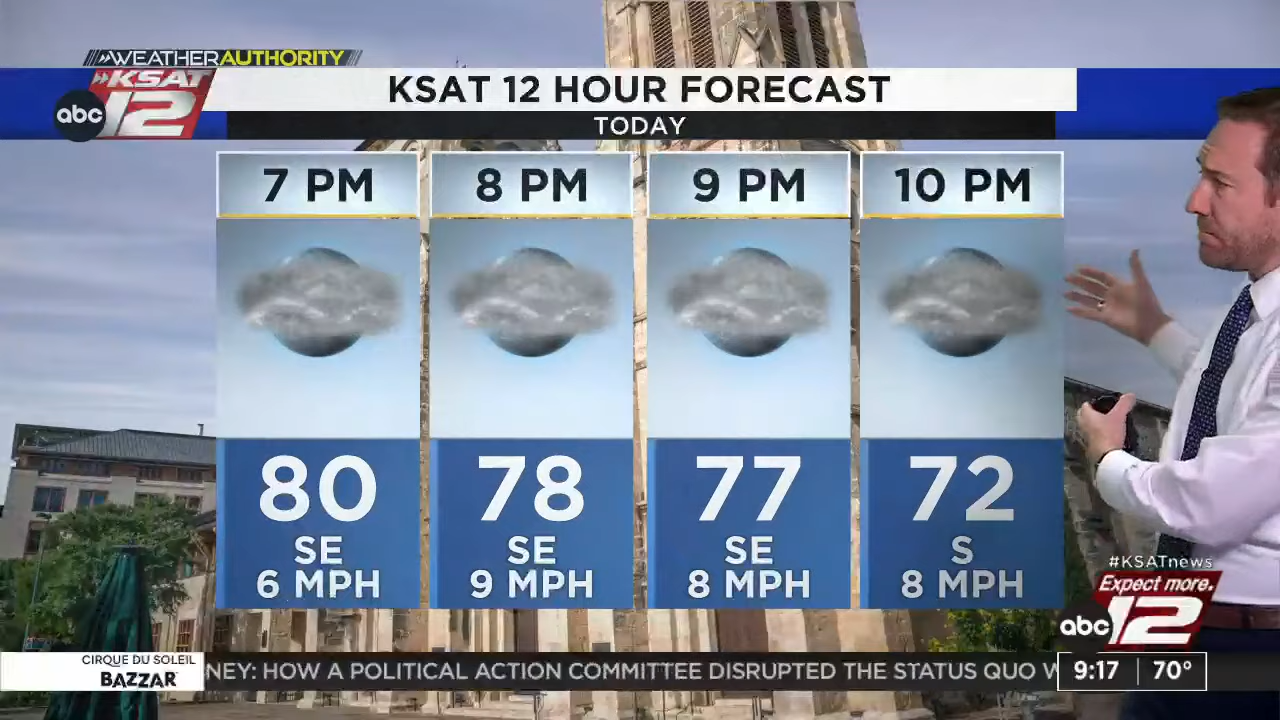 WEATHERAUTHORITY
KSAT
abc 12
KSAT 12 HOUR FORECAST
TODAY
7 PM
8 PM
9 PM
10 PM
80
SE
6 MPH
78
SE
9 MPH
77
SE
8 MPH
72
S
8 MPH
#KSATnews
Expect more.
abc 12
CIRQUE DU SOLEIL
BAZZAR
NEY: HOW A POLITICAL ACTION COMMITTEE DISRUPTED THE STATUS QUO W
9:17 70°